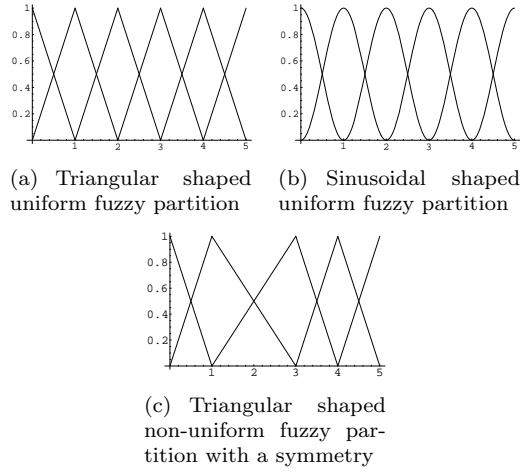 1
0.8
0.6
0.4
0.2
1 2 3 4 5
1
0.8
0.6
0.4
0.2
1 2 3 4 5
(a) Triangular shaped
uniform fuzzy partition
(b) Sinusoidal shaped
uniform fuzzy partition
1
0.8
0.6
0.4
0.2
1 2 3 4 5
(c) Triangular shaped
non-uniform fuzzy par-
tition with a symmetry